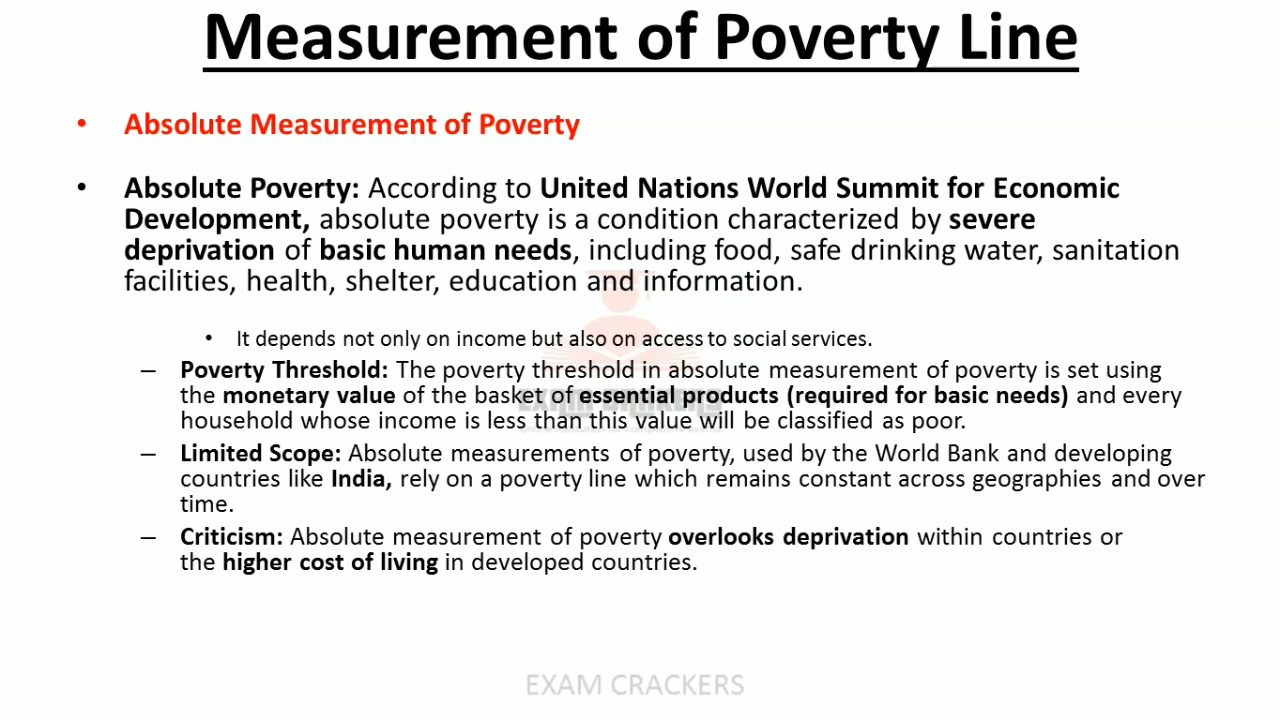 Measurement of Poverty Line
• Absolute Measurement of Poverty
• Absolute Poverty: According to United Nations World Summit for Economic
Development, absolute poverty is a condition characterized by severe
deprivation of basic human needs, including food, safe drinking water, sanitation
facilities, health, shelter, education and information.
• It depends not only on income but also on access to social services.
– Poverty Threshold: The poverty threshold in absolute measurement of poverty is set using
the monetary value of the basket of essential products (required for basic needs) and every
household whose income is less than this value will be classified as poor.
– Limited Scope: Absolute measurements of poverty, used by the World Bank and developing
countries like India, rely on a poverty line which remains constant across geographies and over
time.
– Criticism: Absolute measurement of poverty overlooks deprivation within countries or
the higher cost of living in developed countries.
EXAM CRACKERS
EXAM CRACKERS